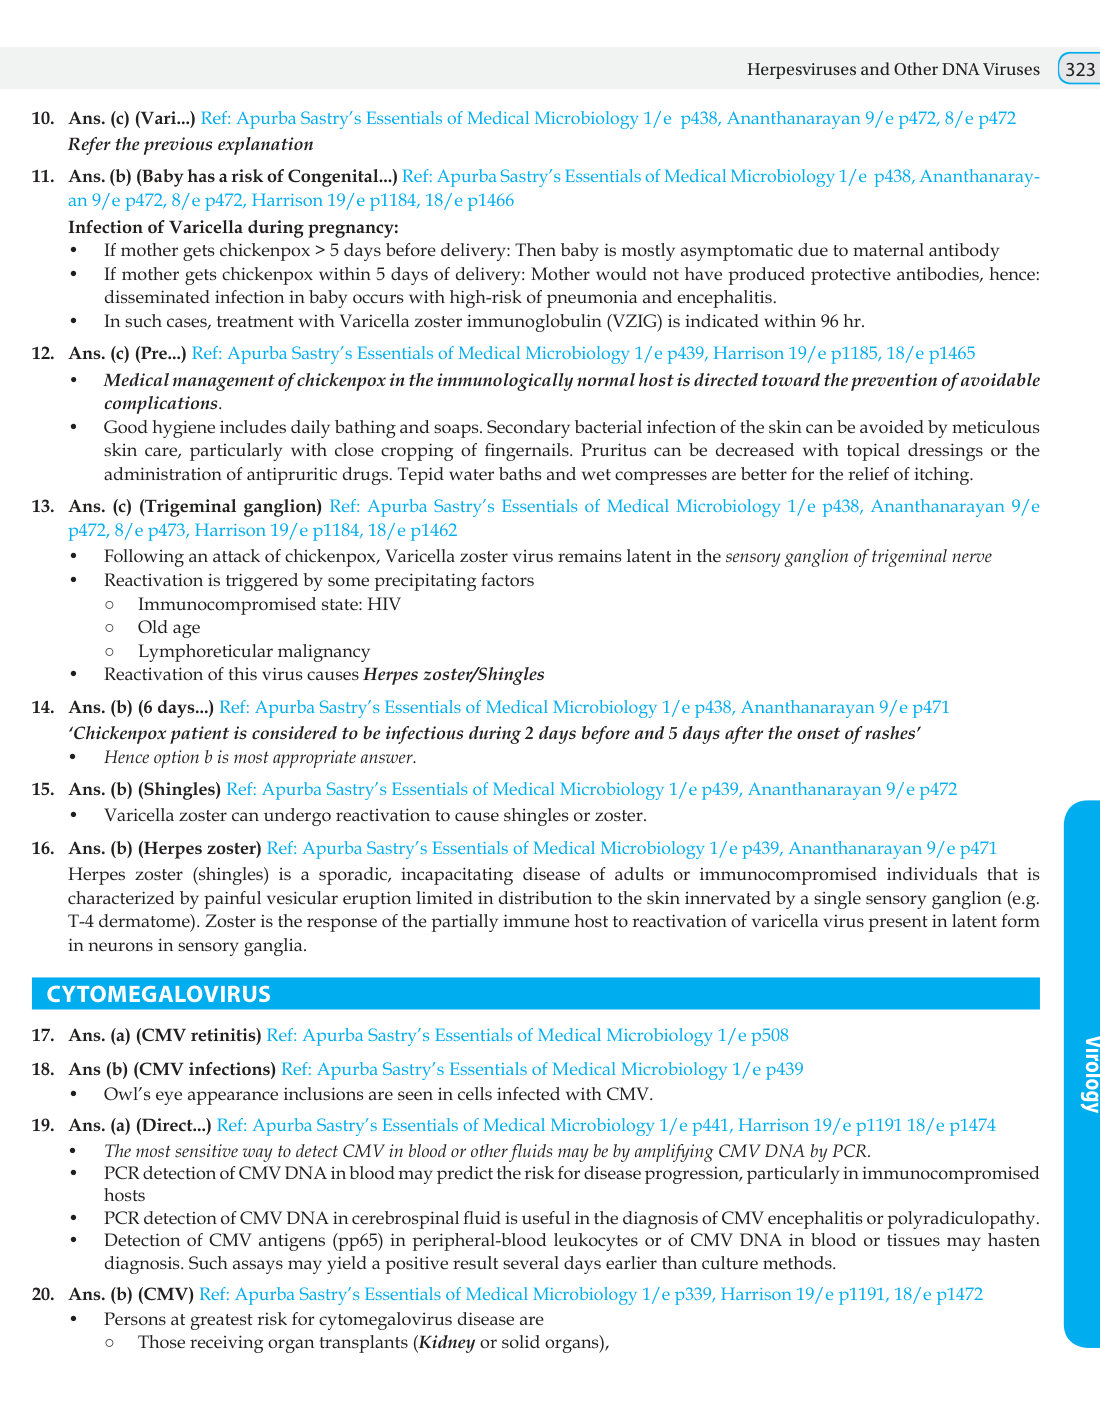 Herpesviruses and Other DNA Viruses 323
10. Ans. (c) (Vari...) Ref: Apurba Sastry's Essentials of Medical Microbiology 1/e p438, Ananthanarayan 9/e p472, 8/e p472
Refer the previous explanation
11. Ans. (b) (Baby has a risk of Congenital...) Ref: Apurba Sastry's Essentials of Medical Microbiology 1/e p438, Ananthanaray-
an 9/e p472, 8/e p472, Harrison 19/e p1184, 18/e p1466
Infection of Varicella during pregnancy:
• If mother gets chickenpox > 5 days before delivery: Then baby is mostly asymptomatic due to maternal antibody
• If mother gets chickenpox within 5 days of delivery: Mother would not have produced protective antibodies, hence:
disseminated infection in baby occurs with high-risk of pneumonia and encephalitis.
• In such cases, treatment with Varicella zoster immunoglobulin (VZIG) is indicated within 96 hr.
12. Ans. (c) (Pre...) Ref: Apurba Sastry's Essentials of Medical Microbiology 1/e p439, Harrison 19/e p1185, 18/e p1465
• Medical management of chickenpox in the immunologically normal host is directed toward the prevention of avoidable
complications.
• Good hygiene includes daily bathing and soaps. Secondary bacterial infection of the skin can be avoided by meticulous
skin care, particularly with close cropping of fingernails. Pruritus can be decreased with topical dressings or the
administration of antipruritic drugs. Tepid water baths and wet compresses are better for the relief of itching.
13. Ans. (c) (Trigeminal ganglion) Ref: Apurba Sastry's Essentials of Medical Microbiology 1/e p438, Ananthanarayan 9/e
p472, 8/e p473, Harrison 19/e p1184, 18/e p1462
• Following an attack of chickenpox, Varicella zoster virus remains latent in the sensory ganglion of trigeminal nerve
• Reactivation is triggered by some precipitating factors
○ Immunocompromised state: HIV
○ Old age
○ Lymphoreticular malignancy
• Reactivation of this virus causes Herpes zoster/Shingles
14. Ans. (b) (6 days...) Ref: Apurba Sastry's Essentials of Medical Microbiology 1/e p438, Ananthanarayan 9/e p471
'Chickenpox patient is considered to be infectious during 2 days before and 5 days after the onset of rashes'
• Hence option b is most appropriate answer.
15. Ans. (b) (Shingles) Ref: Apurba Sastry's Essentials of Medical Microbiology 1/e p439, Ananthanarayan 9/e p472
• Varicella zoster can undergo reactivation to cause shingles or zoster.
16. Ans. (b) (Herpes zoster) Ref: Apurba Sastry's Essentials of Medical Microbiology 1/e p439, Ananthanarayan 9/e p471
Herpes zoster (shingles) is a sporadic, incapacitating disease of adults or immunocompromised individuals that is
characterized by painful vesicular eruption limited in distribution to the skin innervated by a single sensory ganglion (e.g.
T-4 dermatome). Zoster is the response of the partially immune host to reactivation of varicella virus present in latent form
in neurons in sensory ganglia.
CYTOMEGALOVIRUS
17. Ans. (a) (CMV retinitis) Ref: Apurba Sastry's Essentials of Medical Microbiology 1/e p508
18. Ans (b) (CMV infections) Ref: Apurba Sastry's Essentials of Medical Microbiology 1/e p439
• Owl's eye appearance inclusions are seen in cells infected with CMV.
19. Ans. (a) (Direct...) Ref: Apurba Sastry's Essentials of Medical Microbiology 1/e p441, Harrison 19/e p1191 18/e p1474
• The most sensitive way to detect CMV in blood or other fluids may be by amplifying CMV DNA by PCR.
• PCR detection of CMV DNA in blood may predict the risk for disease progression, particularly in immunocompromised
hosts
• PCR detection of CMV DNA in cerebrospinal fluid is useful in the diagnosis of CMV encephalitis or polyradiculopathy.
• Detection of CMV antigens (pp65) in peripheral-blood leukocytes or of CMV DNA in blood or tissues may hasten
diagnosis. Such assays may yield a positive result several days earlier than culture methods.
20. Ans. (b) (CMV) Ref: Apurba Sastry's Essentials of Medical Microbiology 1/e p339, Harrison 19/e p1191, 18/e p1472
• Persons at greatest risk for cytomegalovirus disease are
○ Those receiving organ transplants (Kidney or solid organs),
Virology